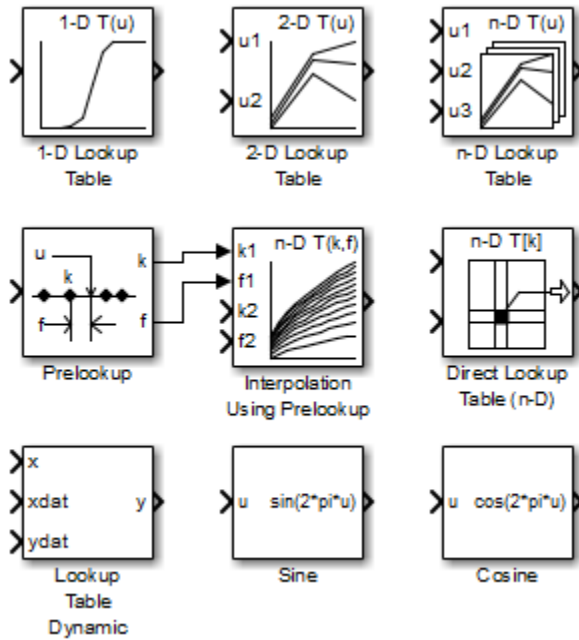 1-D T(u)
1-D Lookup
Table
2-D T(u)
u1
u2
2-D Lookup
Table
n-D T(u)
u1
u2
u3
n-D Lookup
Table
u
k
k
f
f
Prelookup
n-D T(k,f)
k1
f1
k2
f2
Interpolation
Using Prelookup
n-D T[k]
Direct Lookup
Table (n-D)
x
xdat
y
ydat
Lookup
Table
Dynamic
u sin(2*pi*u)
Sine
u cos(2*pi*u)
Cosine